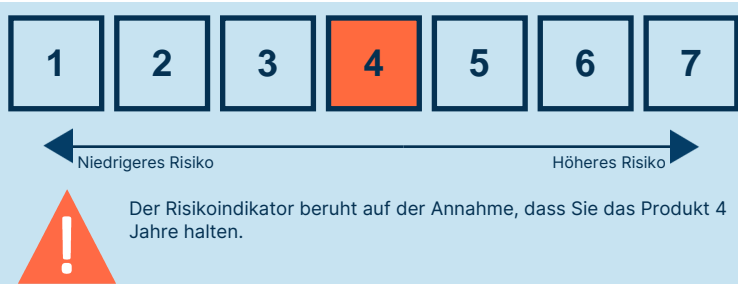 1 2 3 4 5 6 7
Niedrigeres Risiko Höheres Risiko
Der Risikoindikator beruht auf der Annahme, dass Sie das Produkt 4
Jahre halten.
!